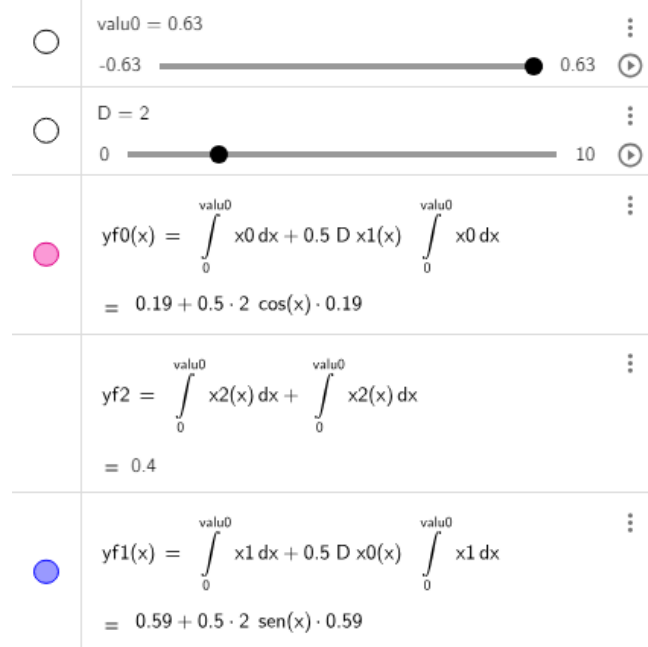 valu0 = 0.63
-0.63 0.63
D = 2
0 10
yf0(x) = ∫₀^valu0 x0 dx + 0.5 D x1(x) ∫₀^valu0 x0 dx
= 0.19 + 0.5 · 2 cos(x) · 0.19
yf2 = ∫₀^valu0 x2(x) dx + ∫₀^valu0 x2(x) dx
= 0.4
yf1(x) = ∫₀^valu0 x1 dx + 0.5 D x0(x) ∫₀^valu0 x1 dx
= 0.59 + 0.5 · 2 sen(x) · 0.59